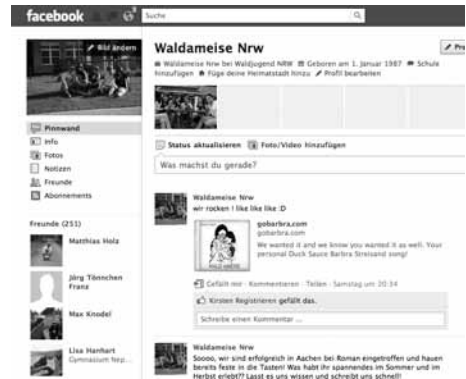 facebook
Suche
Bild ändern
Waldameise Nrw
Waldameise Nrw bei Waldjugend NRW Geboren am 1. Januar 1987 Schule
hinzufügen Füge deine Heimatstadt hinzu Profil bearbeiten
Pinnwand
Info
Fotos
Notizen
Freunde
Abonnements
Status aktualisieren Foto/Video hinzufügen
Was machst du gerade?
Freunde (251)
Matthias Holz
Jörg Tönnchen
Franz
Max Knodel
Lisa Hanhart
Gymnasium Nep...
Waldameise Nrw
wir rocken ! like like like :D
gobarbra.com
gobarbra.com
We wanted it and we know you wanted it as well. Your
personal Duck Sauce Barbra Streisand song!
Gefällt mir · Kommentieren · Teilen · Samstag um 20:34
Kirsten Registrieren gefällt das.
Schreibe einen Kommentar ...
Waldameise Nrw
Soooo, wir sind erfolgreich in Aachen bei Roman eingetroffen und hauen
bereits feste in die Tasten! Was habt ihr spannendes im Sommer und im
Herbst erlebt?? Lasst es uns wissen und schreibt uns schnell!